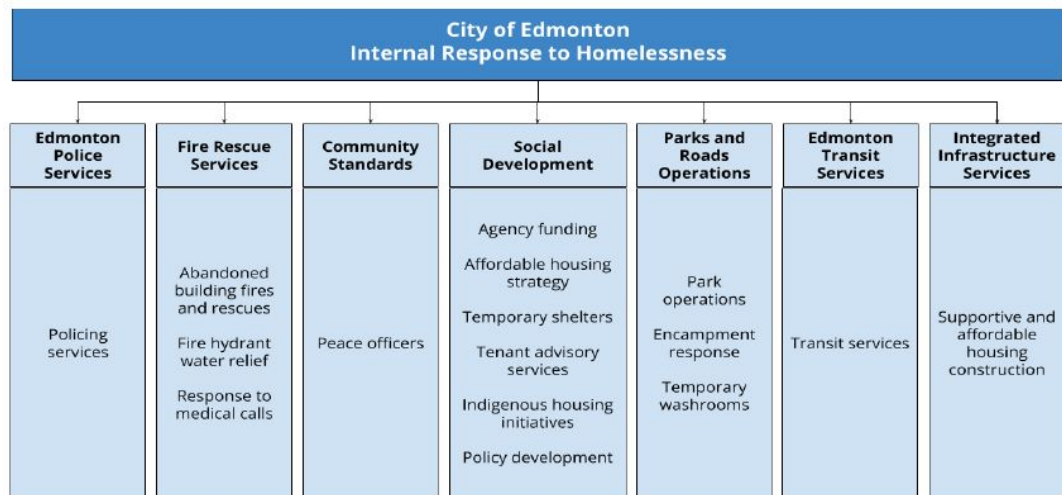 City of Edmonton
Internal Response to Homelessness
Edmonton
Police
Services
Policing
services
Fire Rescue
Services
Abandoned
building fires
and rescues
Fire hydrant
water relief
Response to
medical calls
Community
Standards
Peace officers
Social
Development
Agency funding
Affordable housing
strategy
Temporary shelters
Tenant advisory
services
Indigenous housing
initiatives
Policy development
Parks and
Roads
Operations
Park
operations
Encampment
response
Temporary
washrooms
Edmonton
Transit
Services
Transit services
Integrated
Infrastructure
Services
Supportive and
affordable
housing
construction